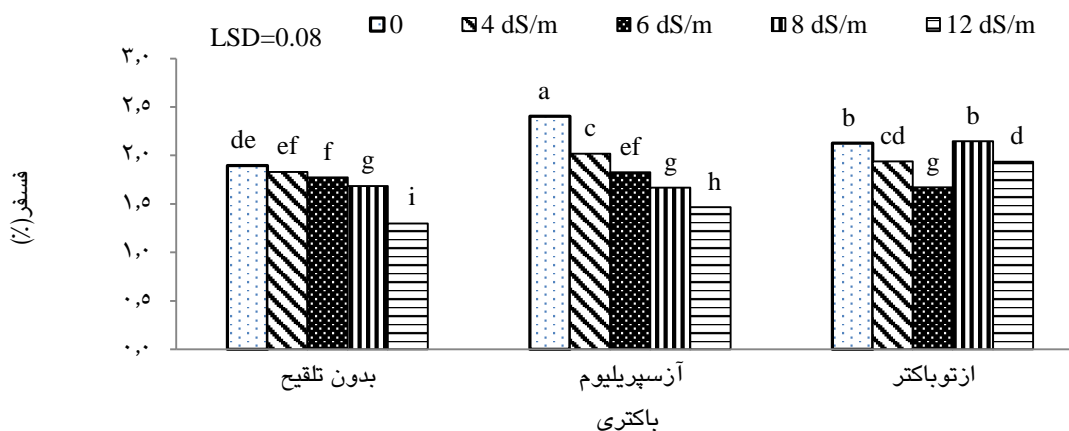 LSD=0.08
0 4 dS/m 6 dS/m 8 dS/m 12 dS/m
۳٫۰
۲٫۵
۲٫۰
۱٫۵
۱٫۰
۰٫۵
۰٫۰
فسفر(٪)
de ef f g i
a c ef g h
b cd g b d
بدون تلقیح آزسپریلیوم ازتوباکتر
باکتری